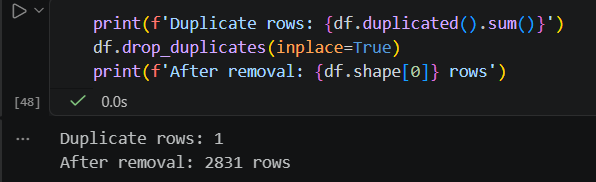 print(f'Duplicate rows: {df.duplicated().sum()}')
df.drop_duplicates(inplace=True)
print(f'After removal: {df.shape[0]} rows')
[48]
0.0s
...
Duplicate rows: 1
After removal: 2831 rows